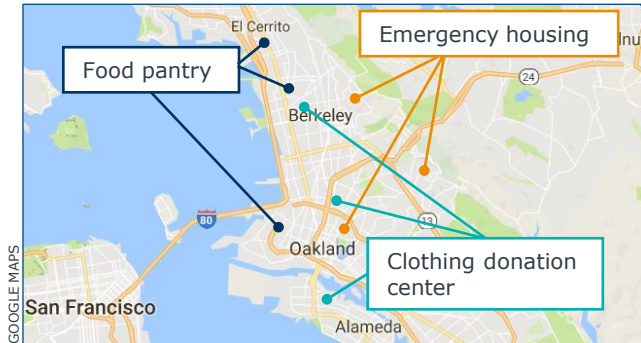 El Cerrito
Emergency housing
Food pantry
24
Berkeley
80
13
Oakland
Clothing donation
center
San Francisco
Alameda
GOOGLE MAPS